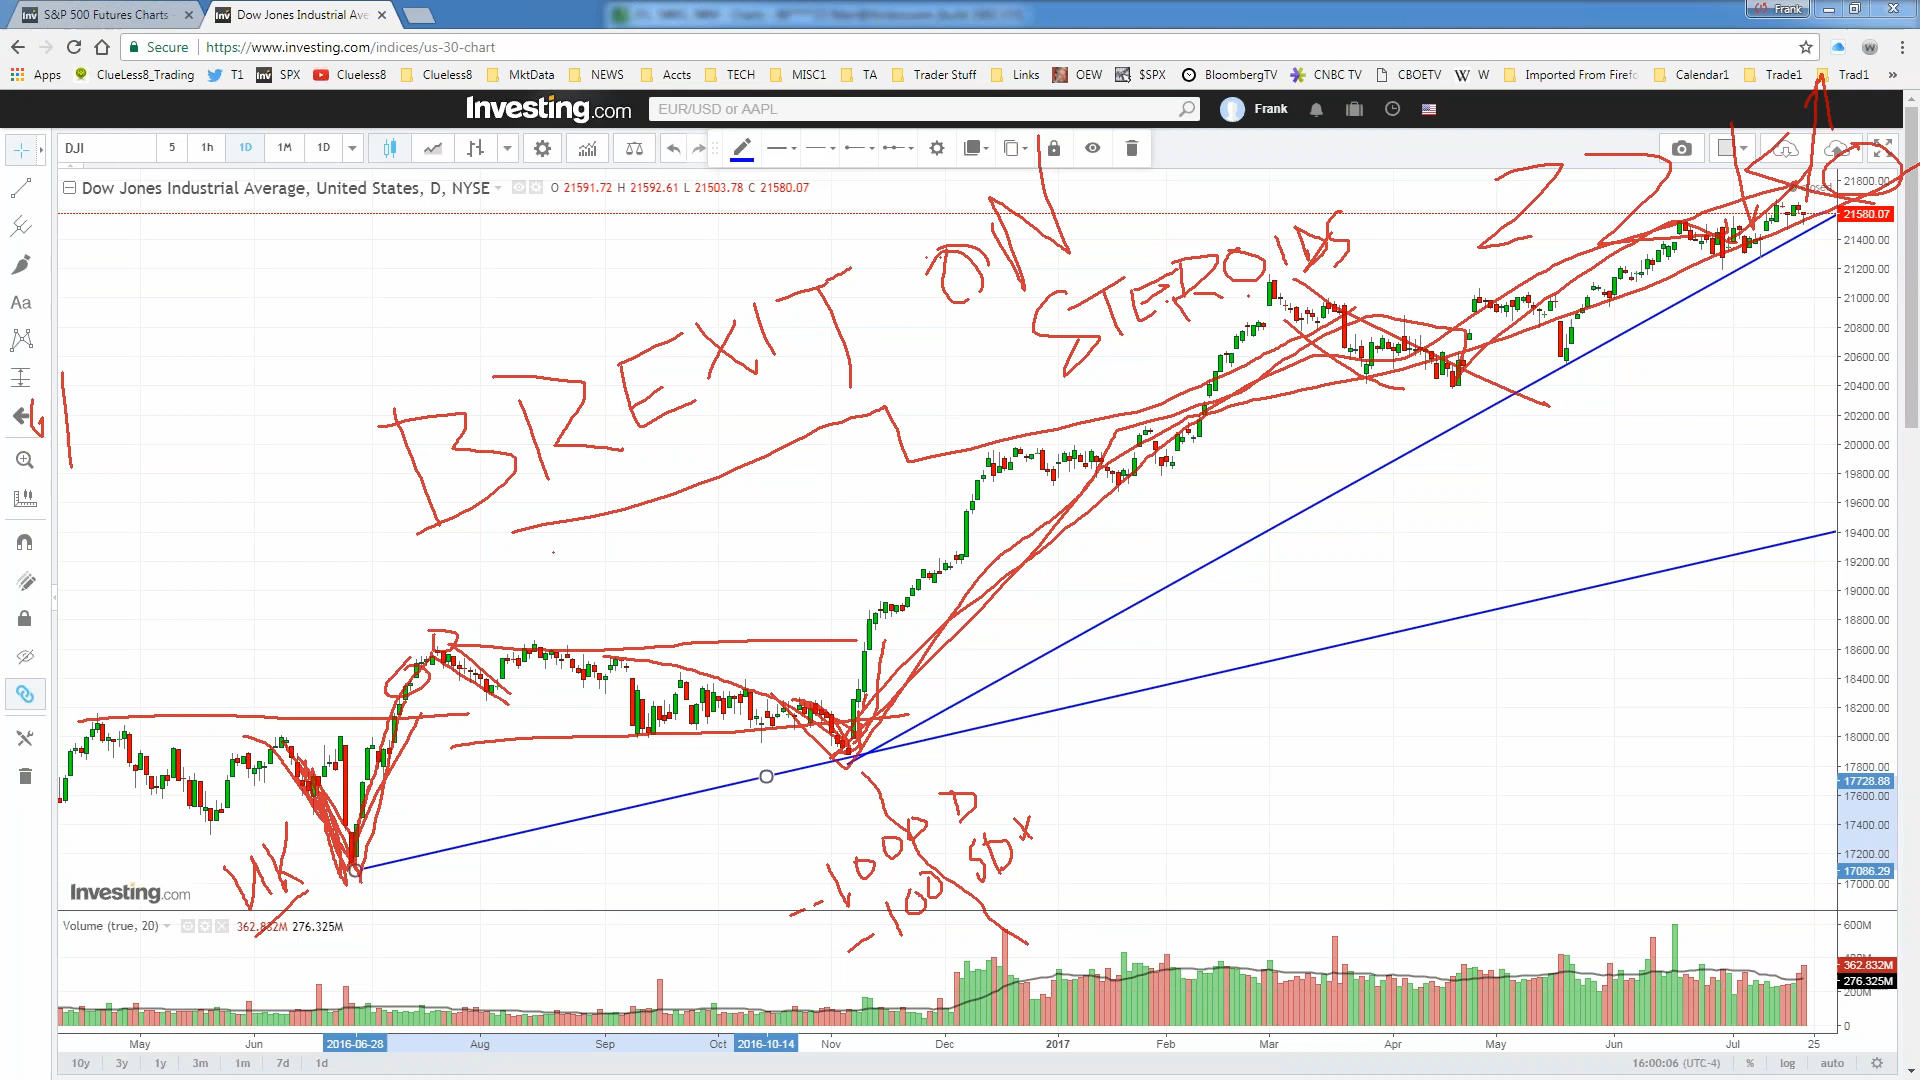 S&P 500 Futures Charts -
Dow Jones Industrial Ave
Frank
Secure
https://www.investing.com/indices/us-30-chart
Apps ClueLess8_Trading T1 SPX Clueless8 Clueless8 MktData NEWS Accts TECH MISC1 TA Trader Stuff Links OEW $SPX BloombergTV CNBC TV CBOETV W Imported From Firefo Calendar1 Trade1 Trad1 »
Investing.com
EUR/USD or AAPL
Frank
DJI 5 1h 1D 1M 1D
Dow Jones Industrial Average, United States, D, NYSE
O 21591.72 H 21592.61 L 21503.78 C 21580.07
Aa
BREXIT ON
STEROIDS
UK
-1000 D
-100 SDX
21800.00
21580.07
21400.00
21200.00
21000.00
20800.00
20600.00
20400.00
20200.00
20000.00
19800.00
19600.00
19400.00
19200.00
19000.00
18800.00
18600.00
18400.00
18200.00
18000.00
17800.00
17728.88
17600.00
17400.00
17200.00
17086.29
17000.00
Investing.com
Volume (true, 20)
362.832M 276.325M
600M
362.832M
276.325M
200M
0
May Jun 2016-06-28 Aug Sep Oct 2016-10-14 Nov Dec 2017 Feb Mar Apr May Jun Jul 25
10y 3y 1y 3m 1m 7d 1d
16:00:06 (UTC-4) % log auto